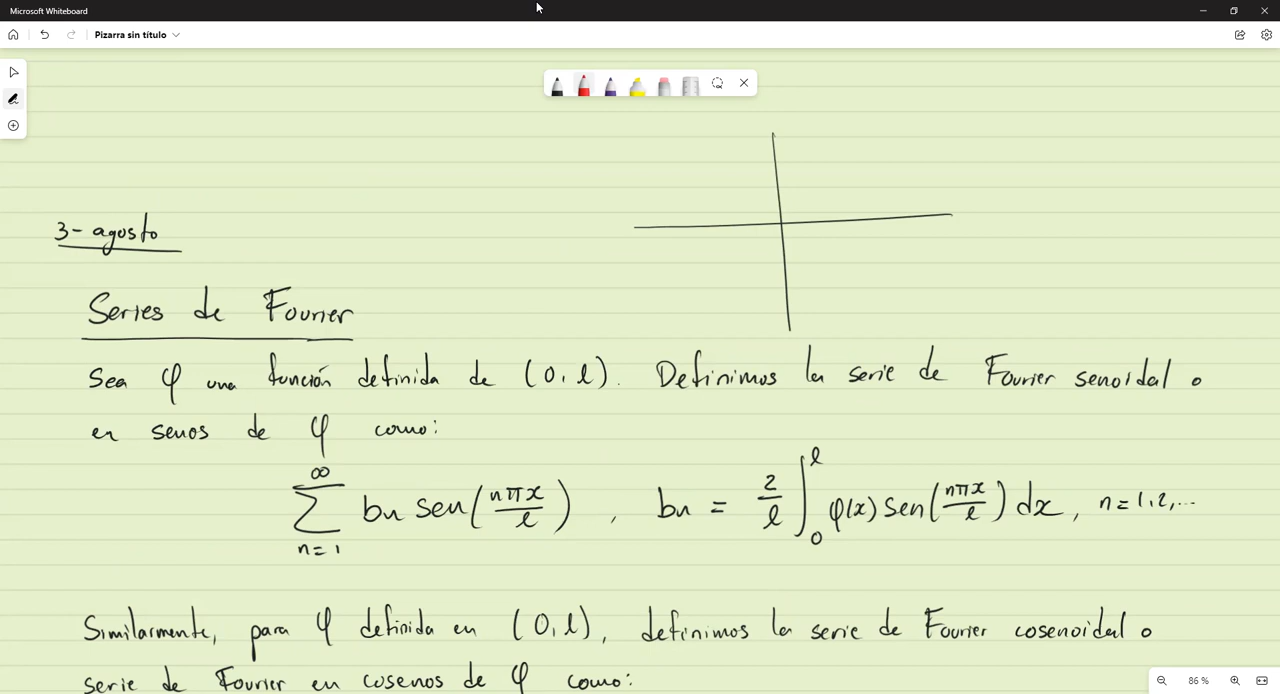 Microsoft Whiteboard
Pizarra sin título
3- agosto
Series de Fourier
Sea φ una función definida de (0, l). Definimos la serie de Fourier senoidal o
en senos de φ como:
∞
∑ bn sen(nπx/l) , bn = 2/l ∫₀ˡ φ(x) sen(nπx/l) dx, n = 1,2,...
n=1
Similarmente, para φ definida en (0, l), definimos la serie de Fourier cosenoidal o
serie de Fourier en cosenos de φ como:
86 %